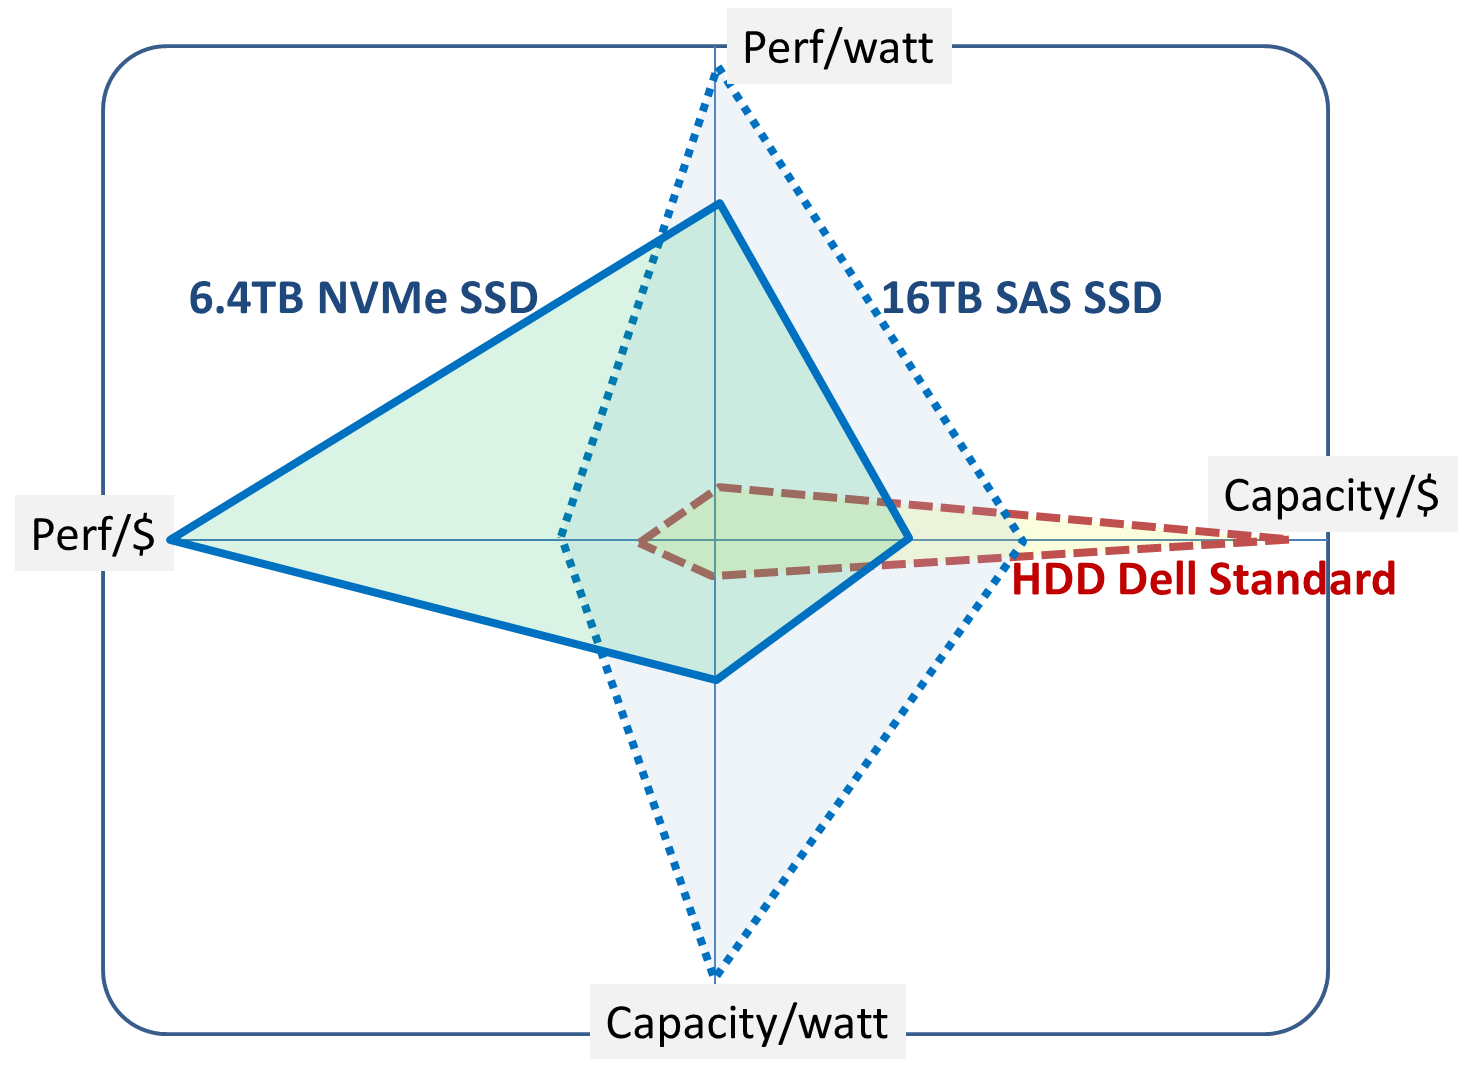 Perf/watt
6.4TB NVMe SSD
16TB SAS SSD
Capacity/$
Perf/$
HDD Dell Standard
Capacity/watt